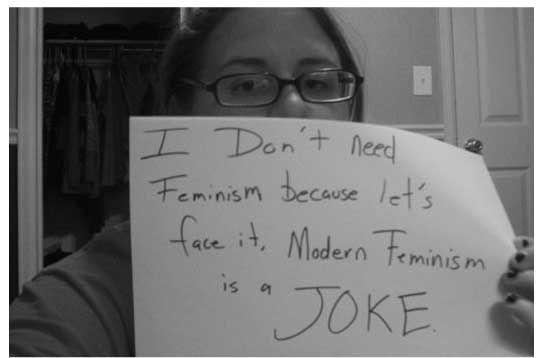 I Don't need
Feminism because let's
face it, Modern Feminism
is a JOKE.